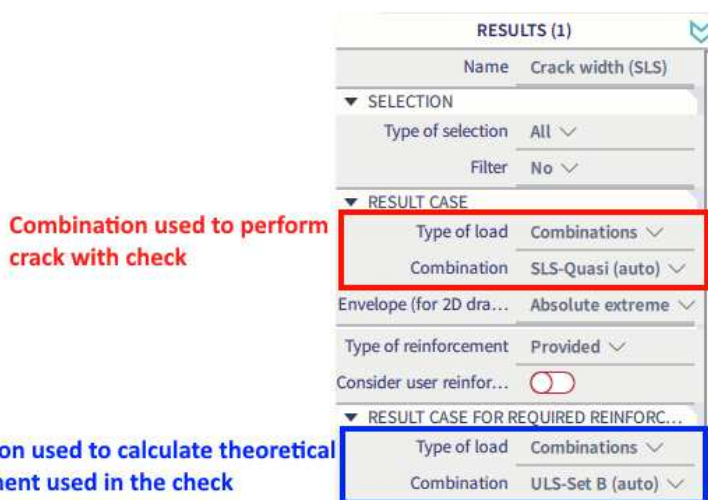 RESULTS (1)
Name Crack width (SLS)
SELECTION
Type of selection All
Filter No
RESULT CASE
Combination used to perform
crack with check
Type of load Combinations
Combination SLS-Quasi (auto)
Envelope (for 2D dra... Absolute extreme
Type of reinforcement Provided
Consider user reinfor...
RESULT CASE FOR REQUIRED REINFORC...
on used to calculate theoretical
ent used in the check
Type of load Combinations
Combination ULS-Set B (auto)